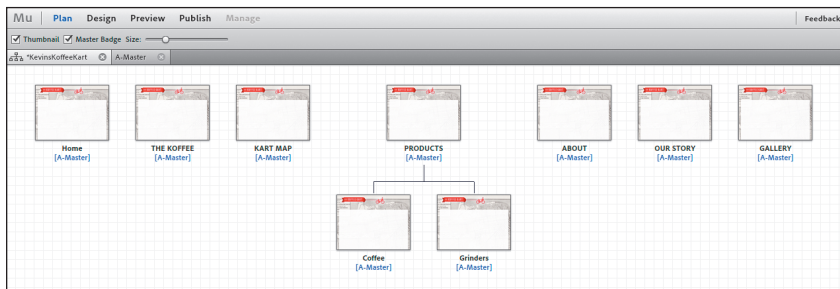 Mu Plan Design Preview Publish Manage Feedback
Thumbnail Master Badge Size:
*KevinsKoffeeKart A-Master
Home THE KOFFEE KART MAP PRODUCTS ABOUT OUR STORY GALLERY
[A-Master] [A-Master] [A-Master] [A-Master] [A-Master] [A-Master] [A-Master]
Coffee Grinders
[A-Master] [A-Master]